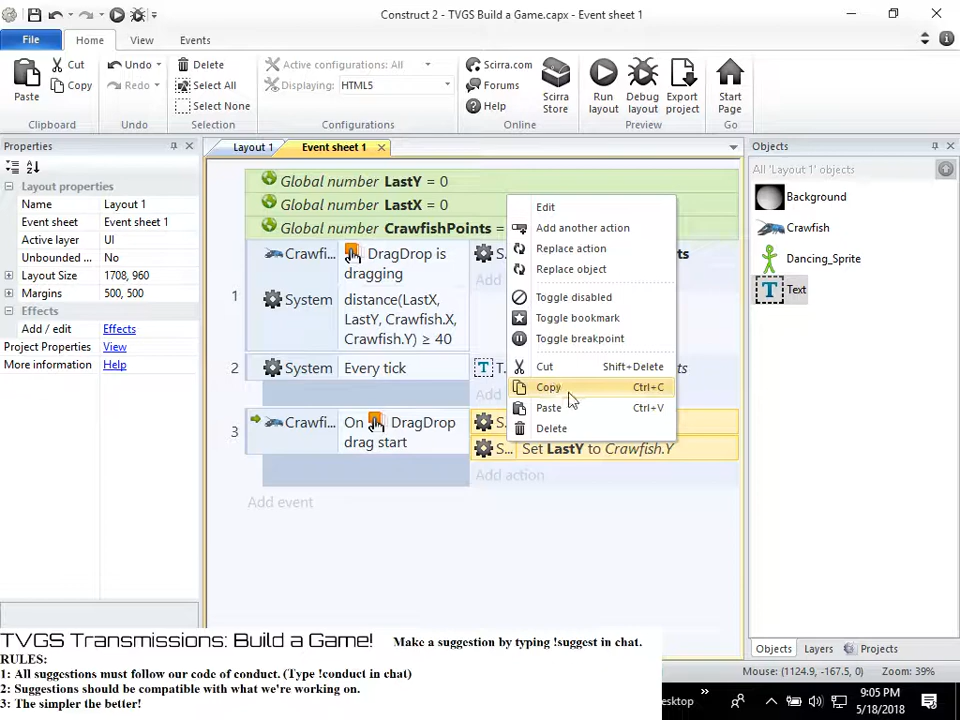 Construct 2 - TVGS Build a Game.capx - Event sheet 1
File Home View Events
Paste Cut Copy
Clipboard
Undo Redo
Undo
Delete Select All Select None
Selection
Active configurations: All
Displaying: HTML5
Configurations
Scirra.com Forums Help Scirra Store
Online
Run layout Debug layout Export project
Preview
Start Page
Go
Properties
Layout properties
Name Layout 1
Event sheet Event sheet 1
Active layer UI
Unbounded ... No
Layout Size 1708, 960
Margins 500, 500
Effects
Add / edit Effects
Project Properties View
More information Help
Layout 1 Event sheet 1
Global number LastY = 0
Global number LastX = 0
Global number CrawfishPoints =
1
Crawfi... DragDrop is dragging
System distance(LastX, LastY, Crawfish.X, Crawfish.Y) ≥ 40
2 System Every tick
3 Crawfi... On DragDrop drag start
S... Set LastY to Crawfish.Y
Add action
Add event
Edit
Add another action
Replace action
Replace object
Toggle disabled
Toggle bookmark
Toggle breakpoint
Cut Shift+Delete
Copy Ctrl+C
Paste Ctrl+V
Delete
Objects
All 'Layout 1' objects
Background
Crawfish
Dancing_Sprite
Text
Objects Layers Projects
Mouse: (1124.9, -167.5, 0) Zoom: 39%
TVGS Transmissions: Build a Game! Make a suggestion by typing !suggest in chat.
RULES:
1: All suggestions must follow our code of conduct. (Type !conduct in chat)
2: Suggestions should be compatible with what we're working on.
3: The simpler the better!
esktop
9:05 PM
5/18/2018